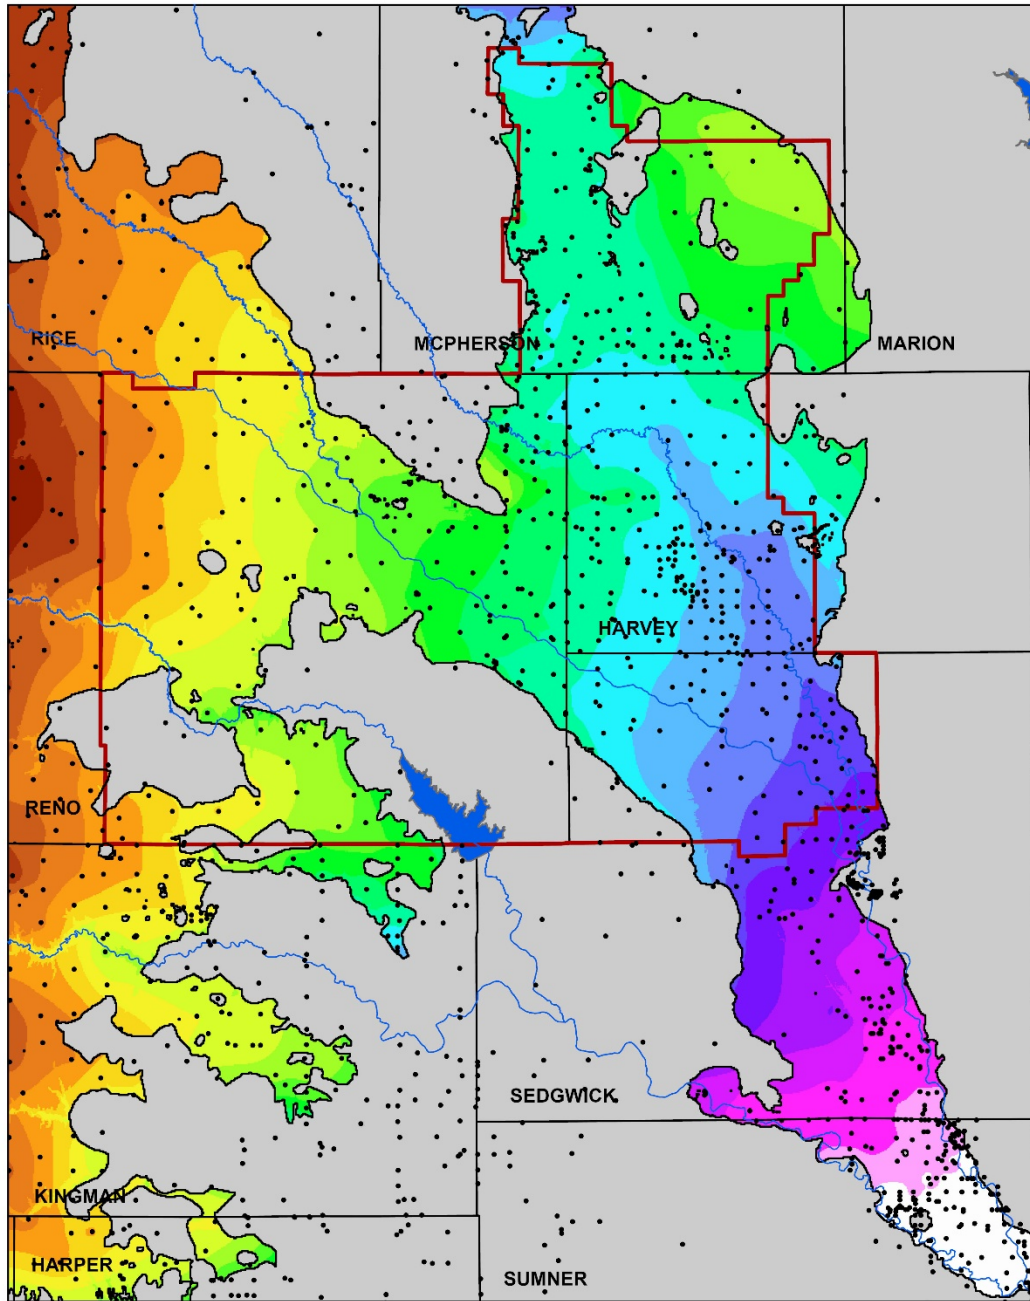 RICE
MCPHERSON
MARION
HARVEY
RENO
SEDGWICK
KINGMAN
HARPER
SUMNER